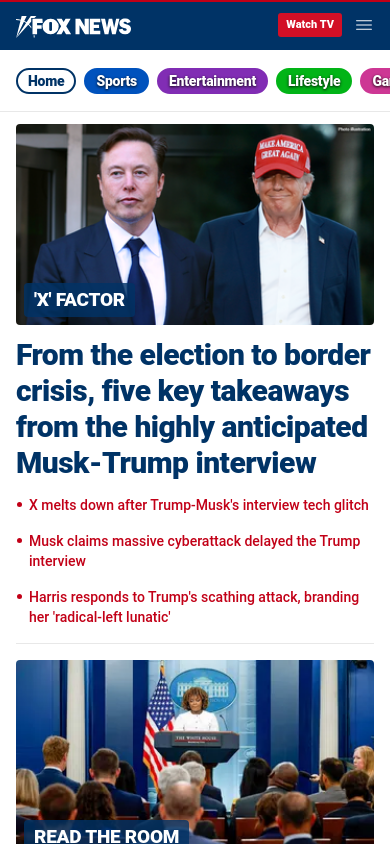 FOX NEWS
Watch TV
Home
Sports
Entertainment
Lifestyle
Ga
Photo Illustration
MAKE AMERICA
GREAT AGAIN
'X' FACTOR
From the election to border
crisis, five key takeaways
from the highly anticipated
Musk-Trump interview
• X melts down after Trump-Musk's interview tech glitch
• Musk claims massive cyberattack delayed the Trump
interview
• Harris responds to Trump's scathing attack, branding
her 'radical-left lunatic'
THE WHITE HOUSE
READ THE ROOM